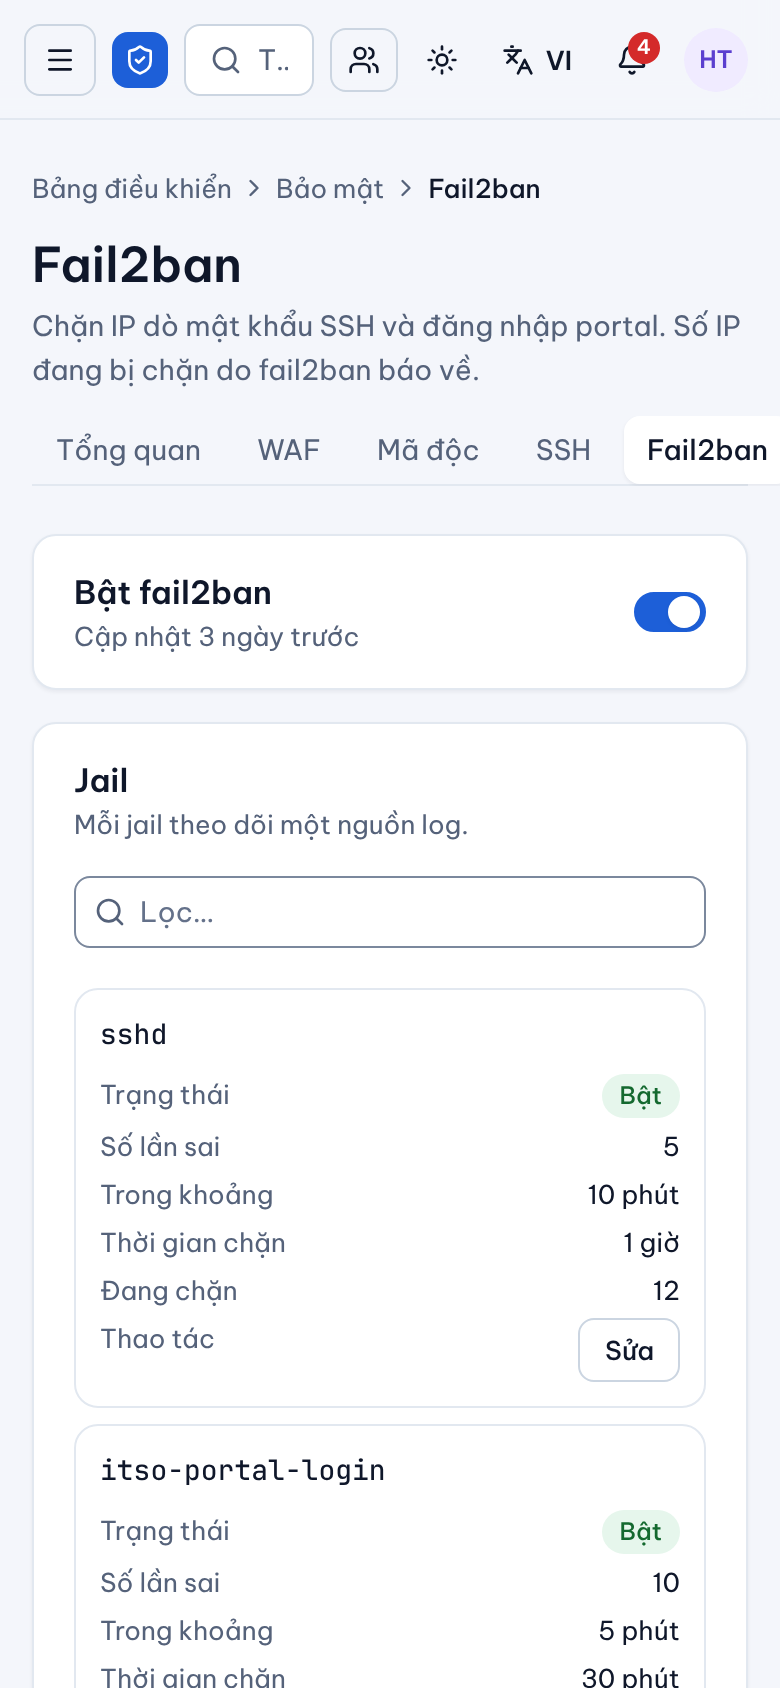 T..
VI
4
HT
Bảng điều khiển > Bảo mật > Fail2ban
Fail2ban
Chặn IP dò mật khẩu SSH và đăng nhập portal. Số IP
đang bị chặn do fail2ban báo về.
Tổng quan WAF Mã độc SSH Fail2ban
Bật fail2ban
Cập nhật 3 ngày trước
Jail
Mỗi jail theo dõi một nguồn log.
Lọc...
sshd
Trạng thái Bật
Số lần sai 5
Trong khoảng 10 phút
Thời gian chặn 1 giờ
Đang chặn 12
Thao tác Sửa
itso-portal-login
Trạng thái Bật
Số lần sai 10
Trong khoảng 5 phút
Thời gian chặn 30 phút